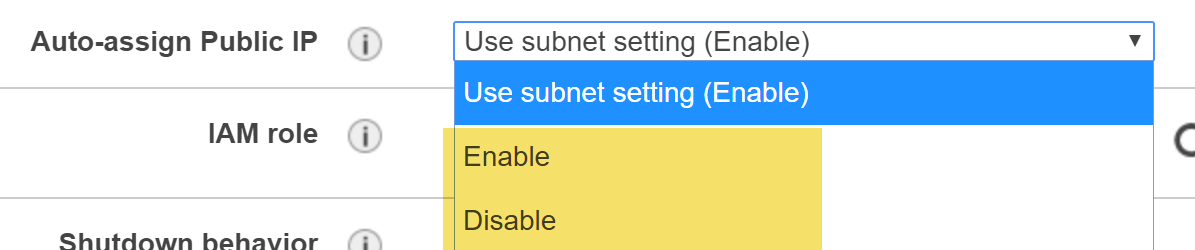 Auto-assign Public IP
Use subnet setting (Enable)
Use subnet setting (Enable)
IAM role
Enable
Disable
Shutdown behavior